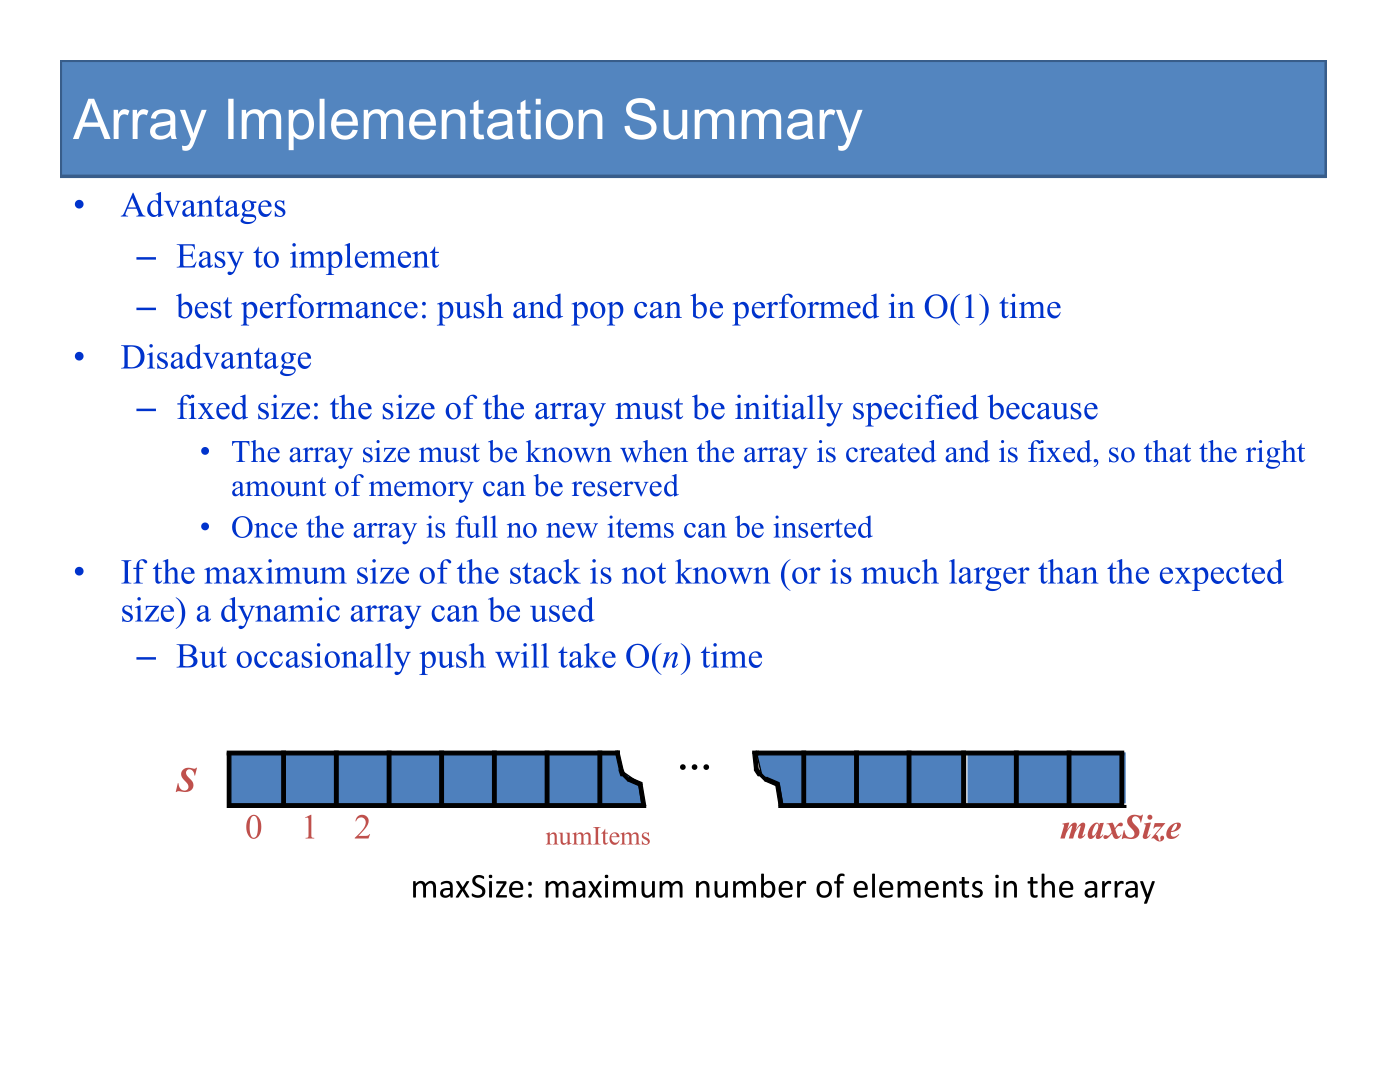 Array Implementation Summary
• Advantages
– Easy to implement
– best performance: push and pop can be performed in O(1) time
• Disadvantage
– fixed size: the size of the array must be initially specified because
• The array size must be known when the array is created and is fixed, so that the right
amount of memory can be reserved
• Once the array is full no new items can be inserted
• If the maximum size of the stack is not known (or is much larger than the expected
size) a dynamic array can be used
– But occasionally push will take O(n) time
S ...
0 1 2 numItems maxSize
maxSize: maximum number of elements in the array